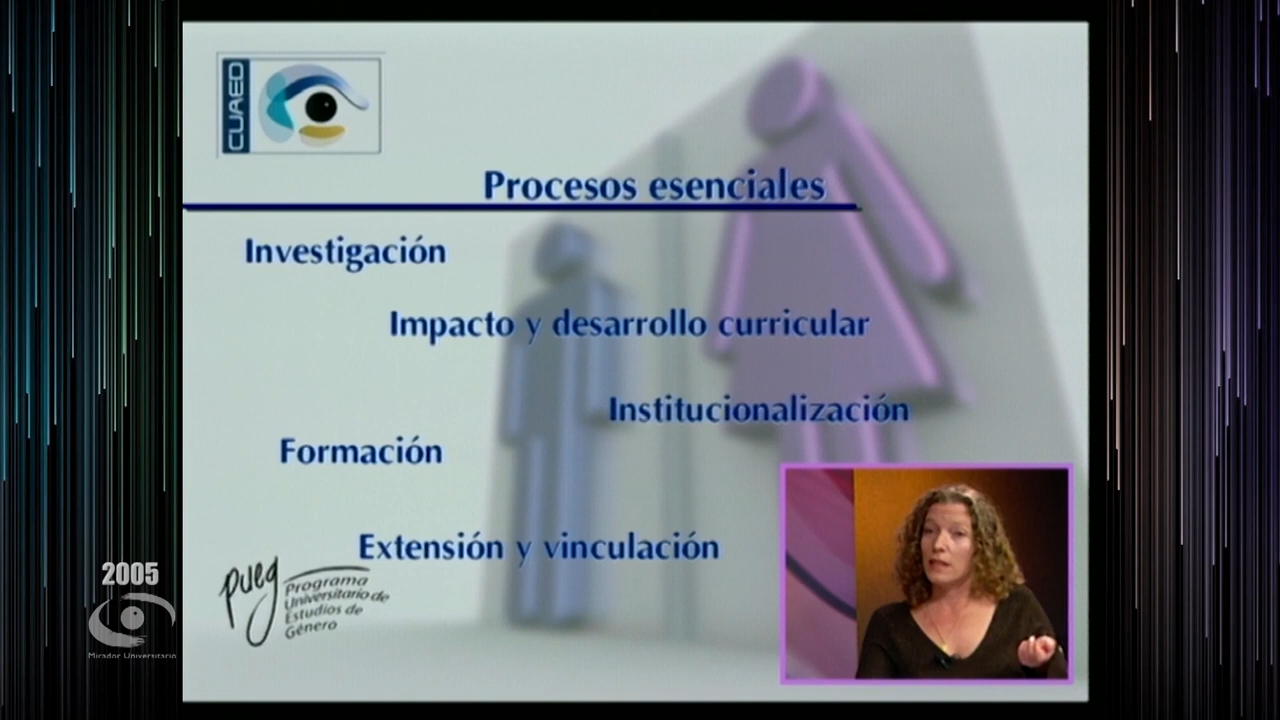 CUAED
Procesos esenciales
Investigación
Impacto y desarrollo curricular
Institucionalización
Formación
Extensión y vinculación
pueg
Programa
Universitario de
Estudios de
Género
2005
Mirador Universitario